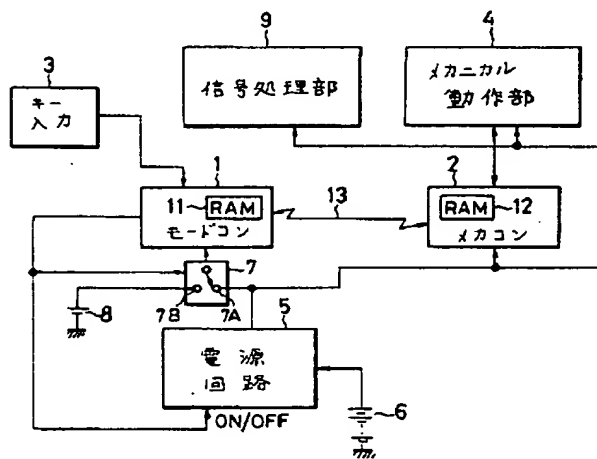 9
信号処理部
4
メカニカル
動作部
3
キー
入力
1
11
RAM
モードコン
13
2
RAM
12
メカコン
7
7B
7A
8
5
電源
回路
ON/OFF
6